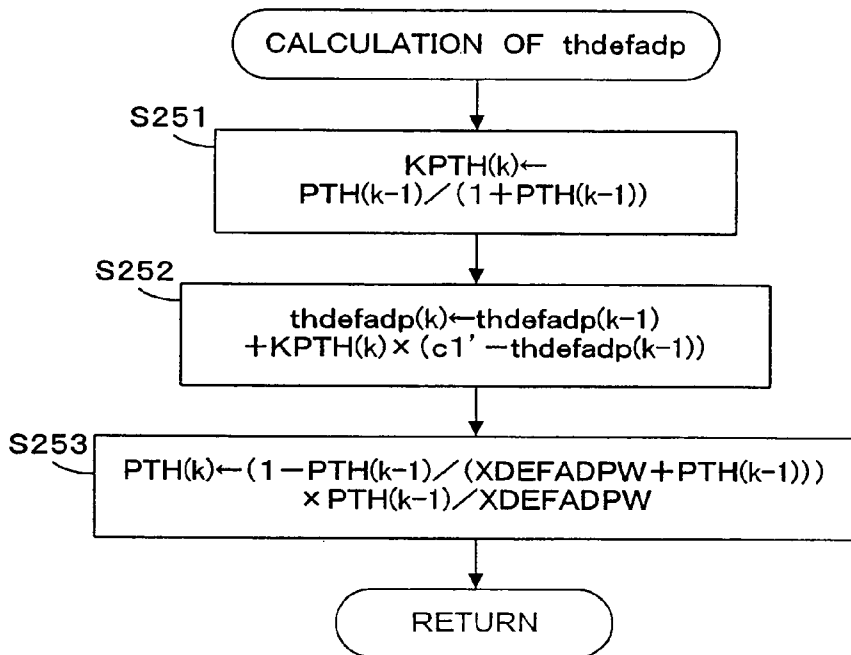 CALCULATION OF thdefadp
S251
KPTH(k)←
PTH(k-1)/(1+PTH(k-1))
S252
thdefadp(k)←thdefadp(k-1)
+KPTH(k)×(c1'-thdefadp(k-1))
S253
PTH(k)←(1-PTH(k-1)/(XDEFADPW+PTH(k-1)))
×PTH(k-1)/XDEFADPW
RETURN